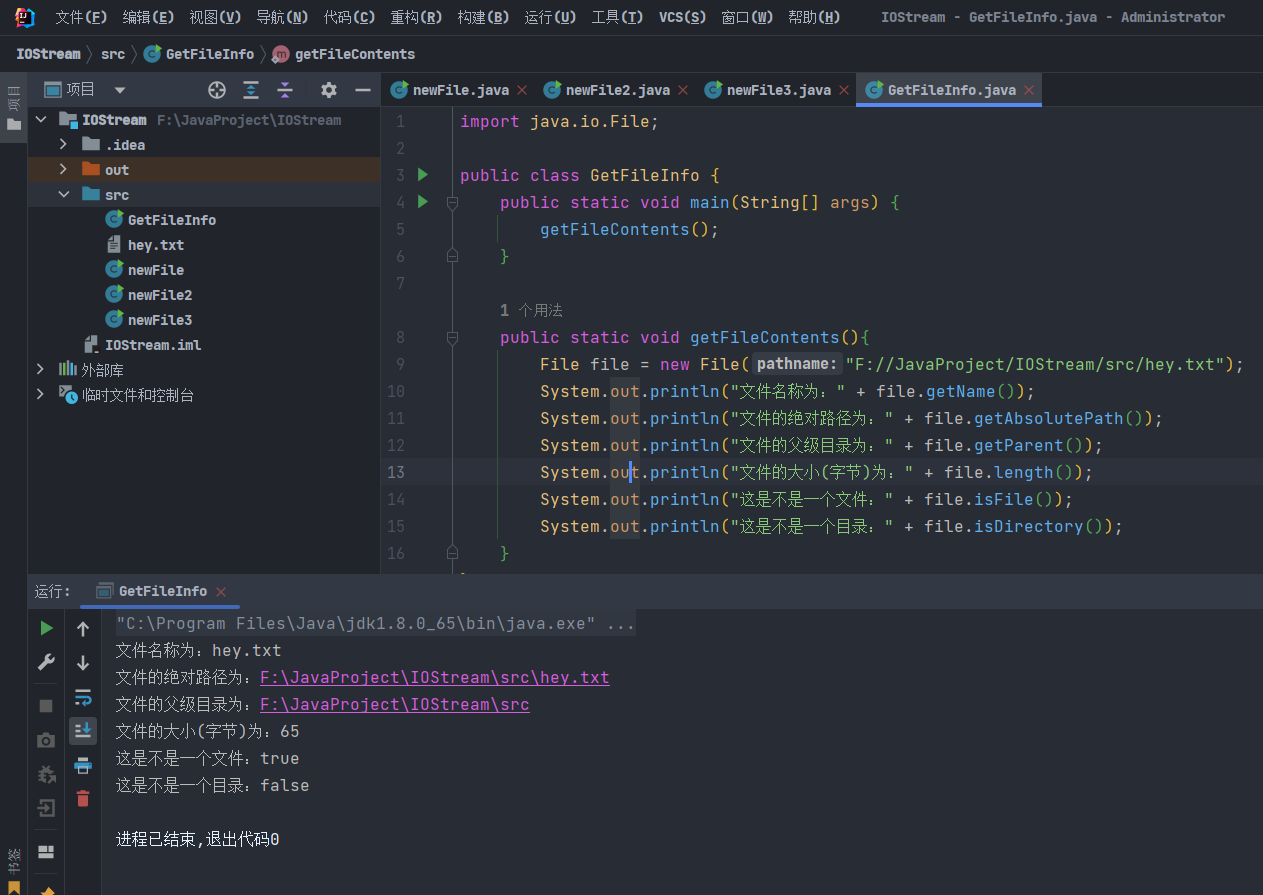 文件(F) 编辑(E) 视图(V) 导航(N) 代码(C) 重构(R) 构建(B) 运行(U) 工具(T) VCS(S) 窗口(W) 帮助(H) IOStream - GetFileInfo.java - Administrator
IOStream src GetFileInfo getFileContents
项目
项目
newFile.java newFile2.java newFile3.java GetFileInfo.java
IOStream F:\JavaProject\IOStream
.idea
out
src
GetFileInfo
hey.txt
newFile
newFile2
newFile3
IOStream.iml
外部库
临时文件和控制台
1 import java.io.File;
2
3 public class GetFileInfo {
4 public static void main(String[] args) {
5 getFileContents();
6 }
7
1 个用法
8 public static void getFileContents(){
9 File file = new File( pathname: "F://JavaProject/IOStream/src/hey.txt");
10 System.out.println("文件名称为：" + file.getName());
11 System.out.println("文件的绝对路径为：" + file.getAbsolutePath());
12 System.out.println("文件的父级目录为：" + file.getParent());
13 System.out.println("文件的大小(字节)为：" + file.length());
14 System.out.println("这是不是一个文件：" + file.isFile());
15 System.out.println("这是不是一个目录：" + file.isDirectory());
16 }
运行: GetFileInfo
"C:\Program Files\Java\jdk1.8.0_65\bin\java.exe" ...
文件名称为：hey.txt
文件的绝对路径为：F:\JavaProject\IOStream\src\hey.txt
文件的父级目录为：F:\JavaProject\IOStream\src
文件的大小(字节)为：65
这是不是一个文件：true
这是不是一个目录：false
进程已结束,退出代码0
书签